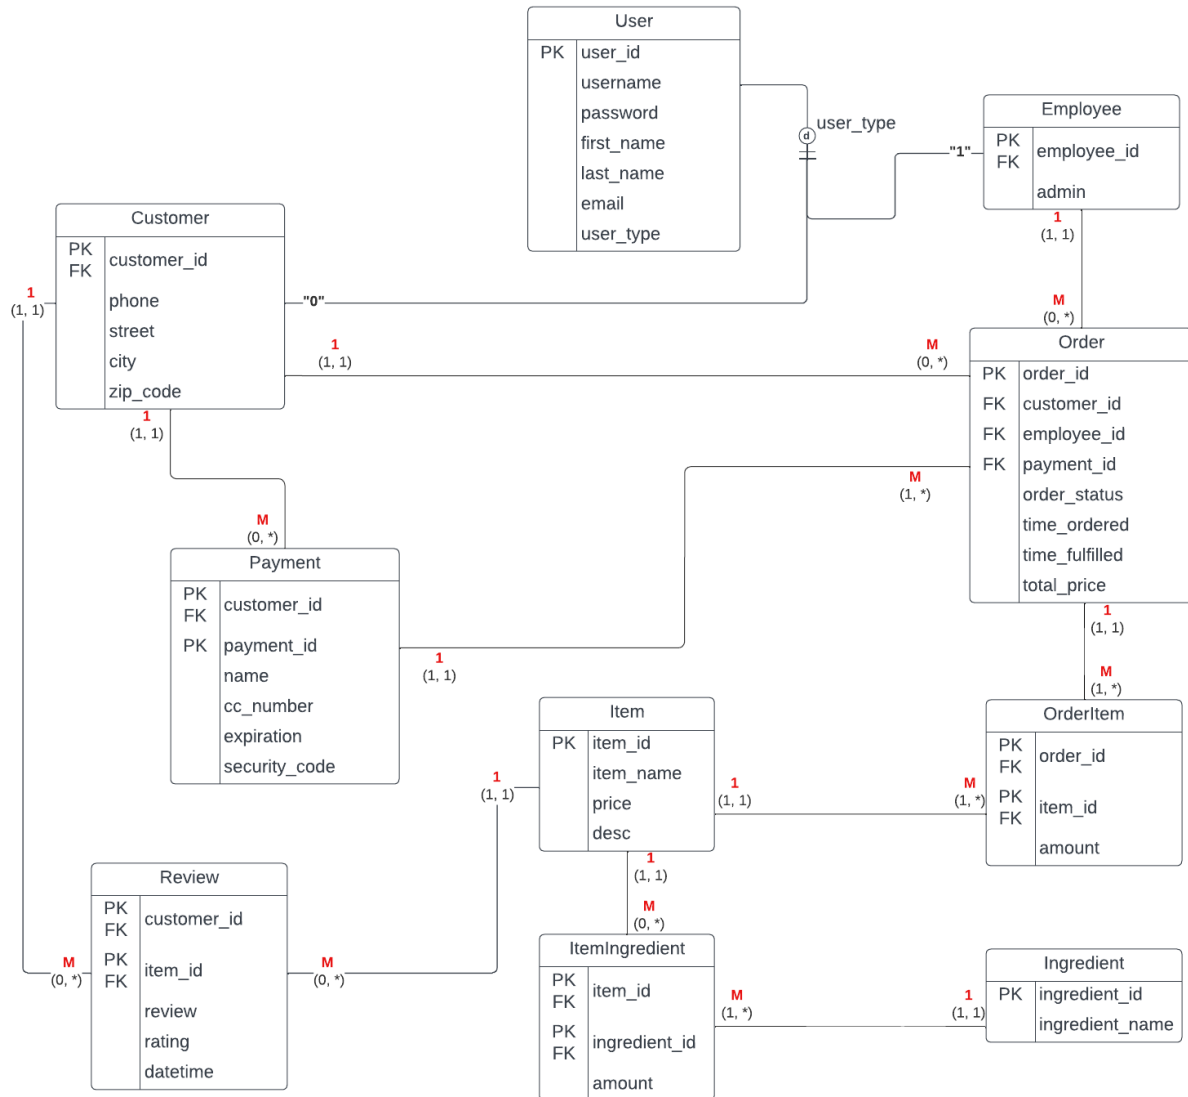 User
PK user_id
username
password
first_name
last_name
email
user_type
d
user_type
Employee
PK
FK
employee_id
admin
"1"
1
(1, 1)
M
(0, *)
Customer
PK
FK
customer_id
phone
street
city
zip_code
"0"
1
(1, 1)
1
(1, 1)
M
(0, *)
1
(1, 1)
Order
PK order_id
FK customer_id
FK employee_id
FK payment_id
order_status
time_ordered
time_fulfilled
total_price
M
(1, *)
M
(0, *)
Payment
PK
FK
customer_id
PK payment_id
name
cc_number
expiration
security_code
1
(1, 1)
1
(1, 1)
M
(1, *)
Item
PK item_id
item_name
price
desc
1
(1, 1)
1
(1, 1)
M
(1, *)
OrderItem
PK
FK
order_id
PK
FK
item_id
amount
1
(1, 1)
M
(0, *)
Review
PK
FK
customer_id
PK
FK
item_id
review
rating
datetime
M
(0, *)
M
(0, *)
ItemIngredient
PK
FK
item_id
PK
FK
ingredient_id
amount
M
(1, *)
1
(1, 1)
Ingredient
PK ingredient_id
ingredient_name